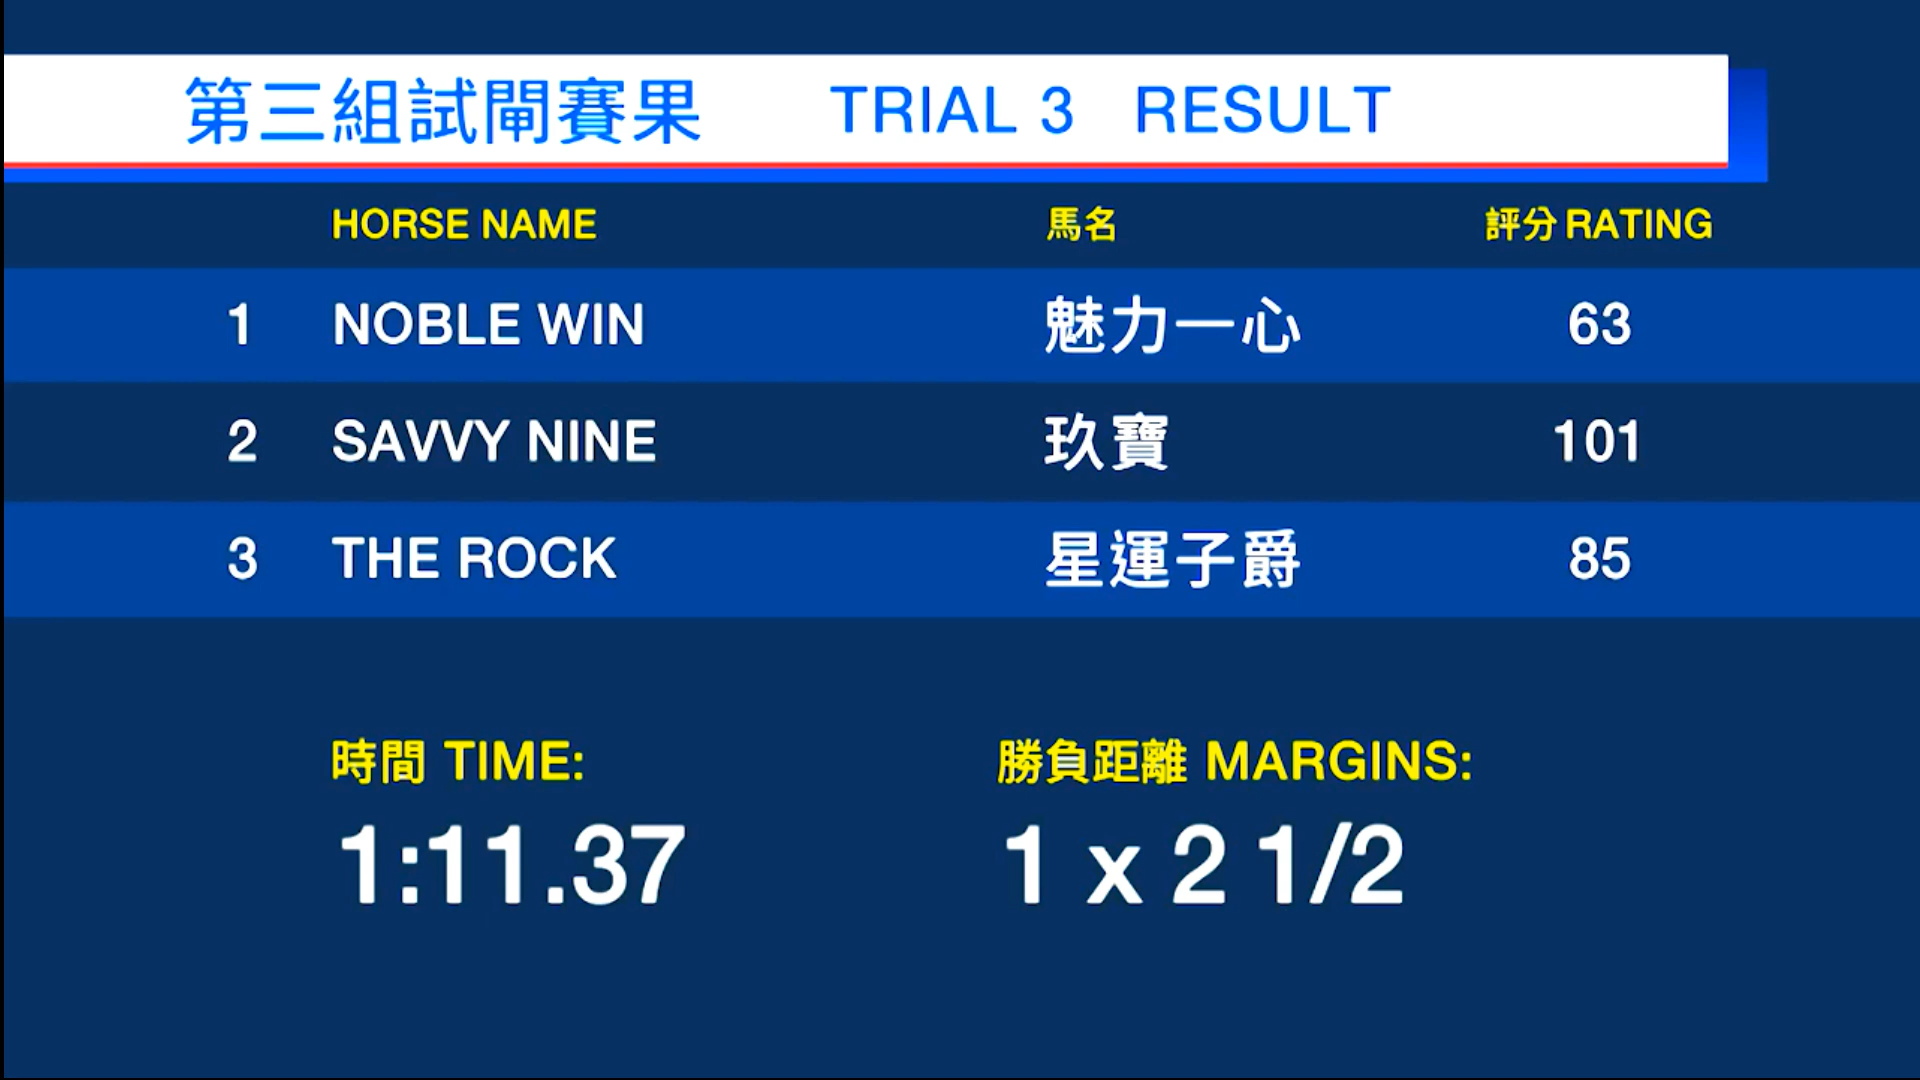 第三組試閘賽果 TRIAL 3 RESULT
HORSE NAME 馬名 評分 RATING
1 NOBLE WIN 魅力一心 63
2 SAVVY NINE 玖寶 101
3 THE ROCK 星運子爵 85
時間 TIME: 勝負距離 MARGINS:
1:11.37 1 x 2 1/2